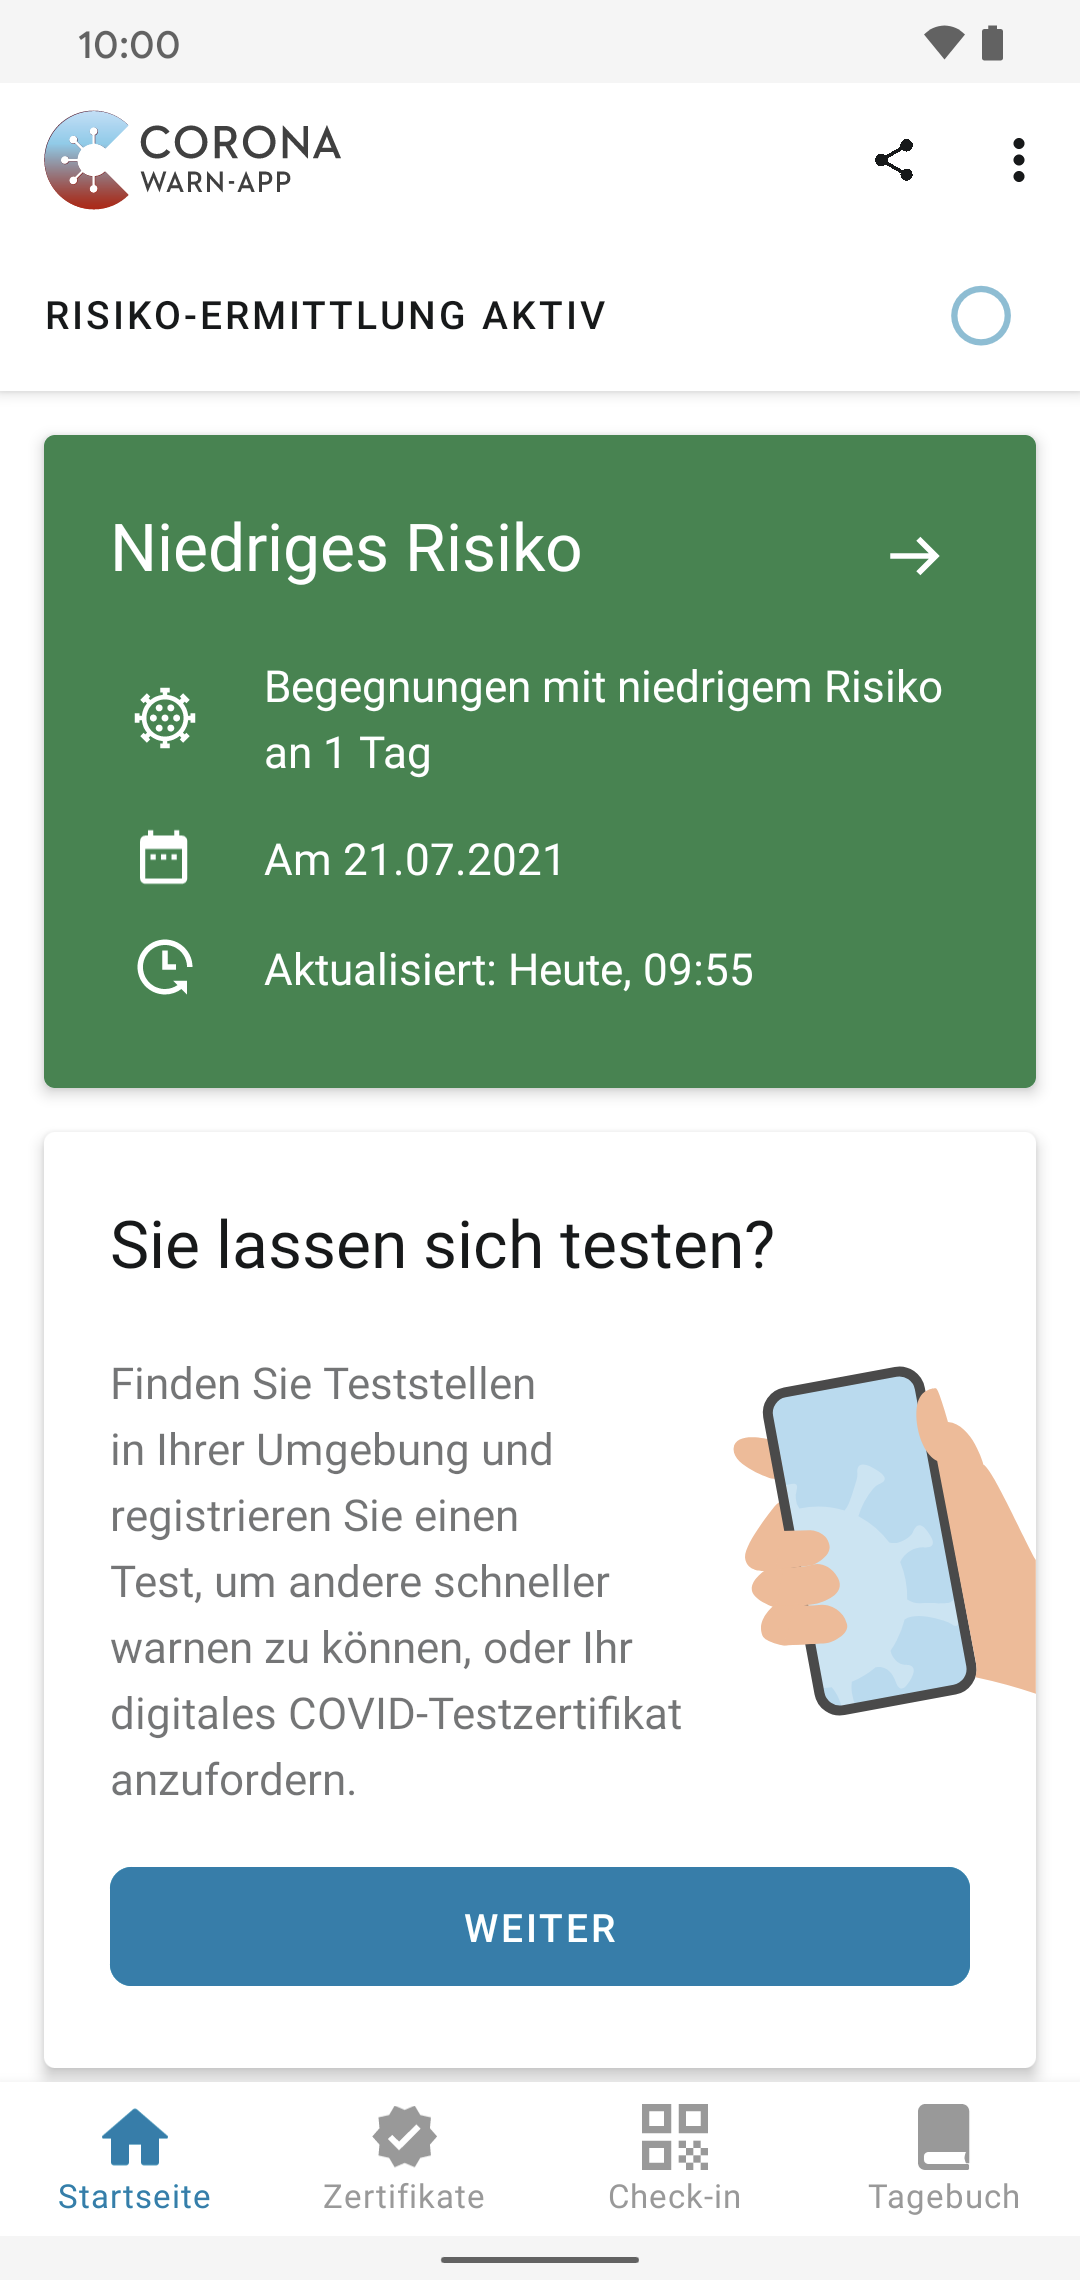 10:00
CORONA
WARN-APP
RISIKO-ERMITTLUNG AKTIV
Niedriges Risiko
Begegnungen mit niedrigem Risiko
an 1 Tag
Am 21.07.2021
Aktualisiert: Heute, 09:55
Sie lassen sich testen?
Finden Sie Teststellen
in Ihrer Umgebung und
registrieren Sie einen
Test, um andere schneller
warnen zu können, oder Ihr
digitales COVID-Testzertifikat
anzufordern.
WEITER
Startseite
Zertifikate
Check-in
Tagebuch